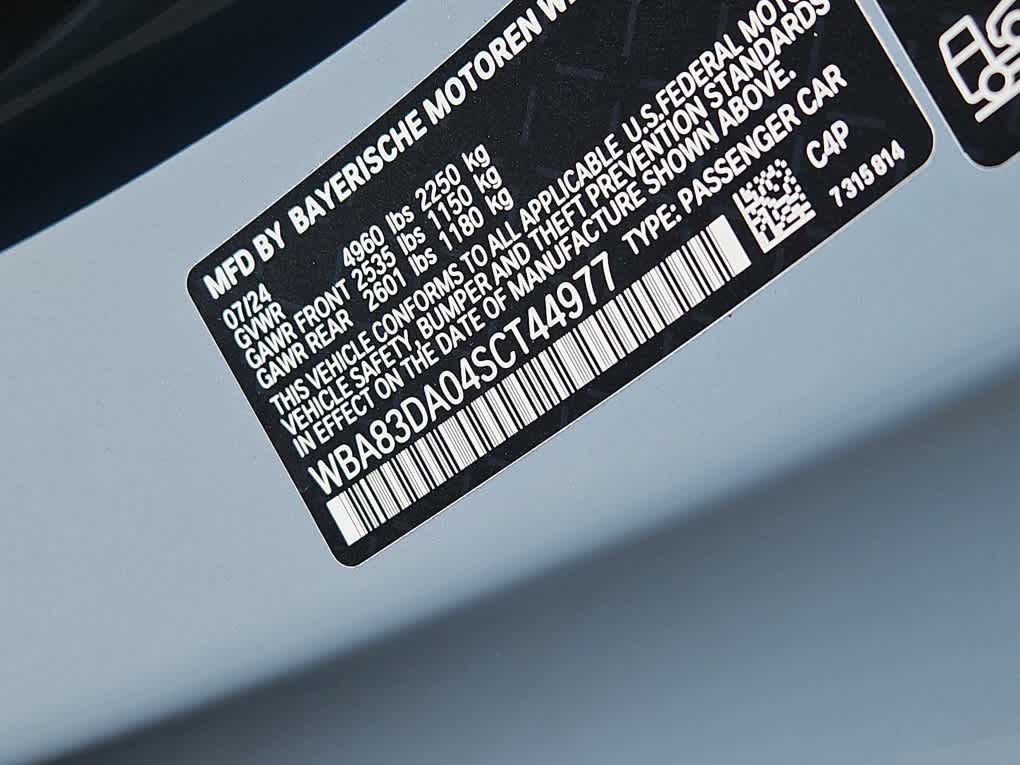 MFD BY BAYERISCHE MOTOREN
07/24
GVWR 4960 lbs 2250 kg
GAWR FRONT 2535 lbs 1150 kg
GAWR REAR 2601 lbs 1180 kg
THIS VEHICLE CONFORMS TO ALL APPLICABLE U.S.FEDERAL
VEHICLE SAFETY, BUMPER AND THEFT PREVENTION STANDARDS
IN EFFECT ON THE DATE OF MANUFACTURE SHOWN ABOVE.
WBA83DA04SCT44977 TYPE: PASSENGER CAR
C4P
7 315 814